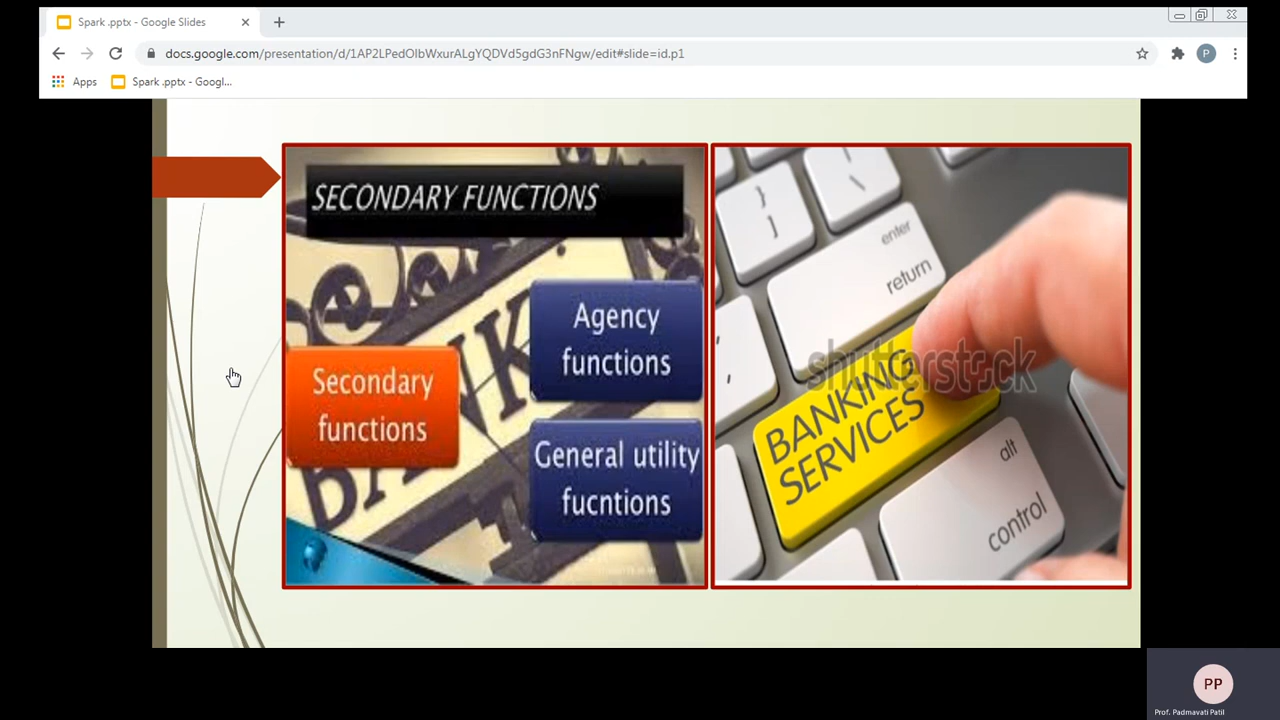 Spark .pptx - Google Slides
docs.google.com/presentation/d/1AP2LPedOlbWxurALgYQDVd5gdG3nFNgw/edit#slide=id.p1
P
Apps
Spark .pptx - Googl...
SECONDARY FUNCTIONS
BANK
Agency
functions
Secondary
functions
General utility
fucntions
}
]
\
enter
return
,
shutterstock
BANKING
SERVICES
alt
control
PP
Prof. Padmavati Patil